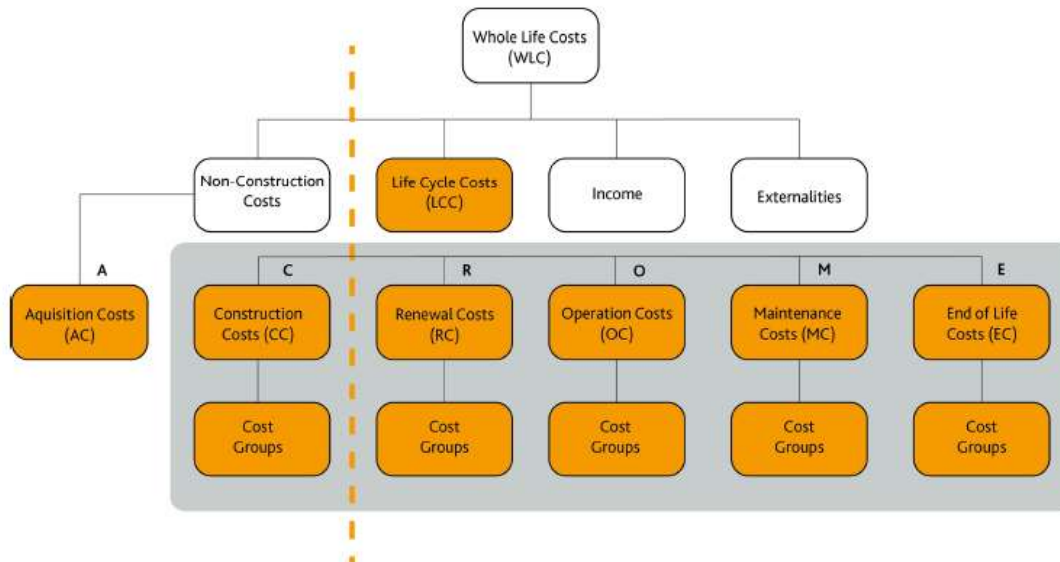 Whole Life Costs
(WLC)
Non-Construction
Costs
Life Cycle Costs
(LCC)
Income
Externalities
A
C
R
O
M
E
Aquisition Costs
(AC)
Construction
Costs (CC)
Renewal Costs
(RC)
Operation Costs
(OC)
Maintenance
Costs (MC)
End of Life
Costs (EC)
Cost
Groups
Cost
Groups
Cost
Groups
Cost
Groups
Cost
Groups